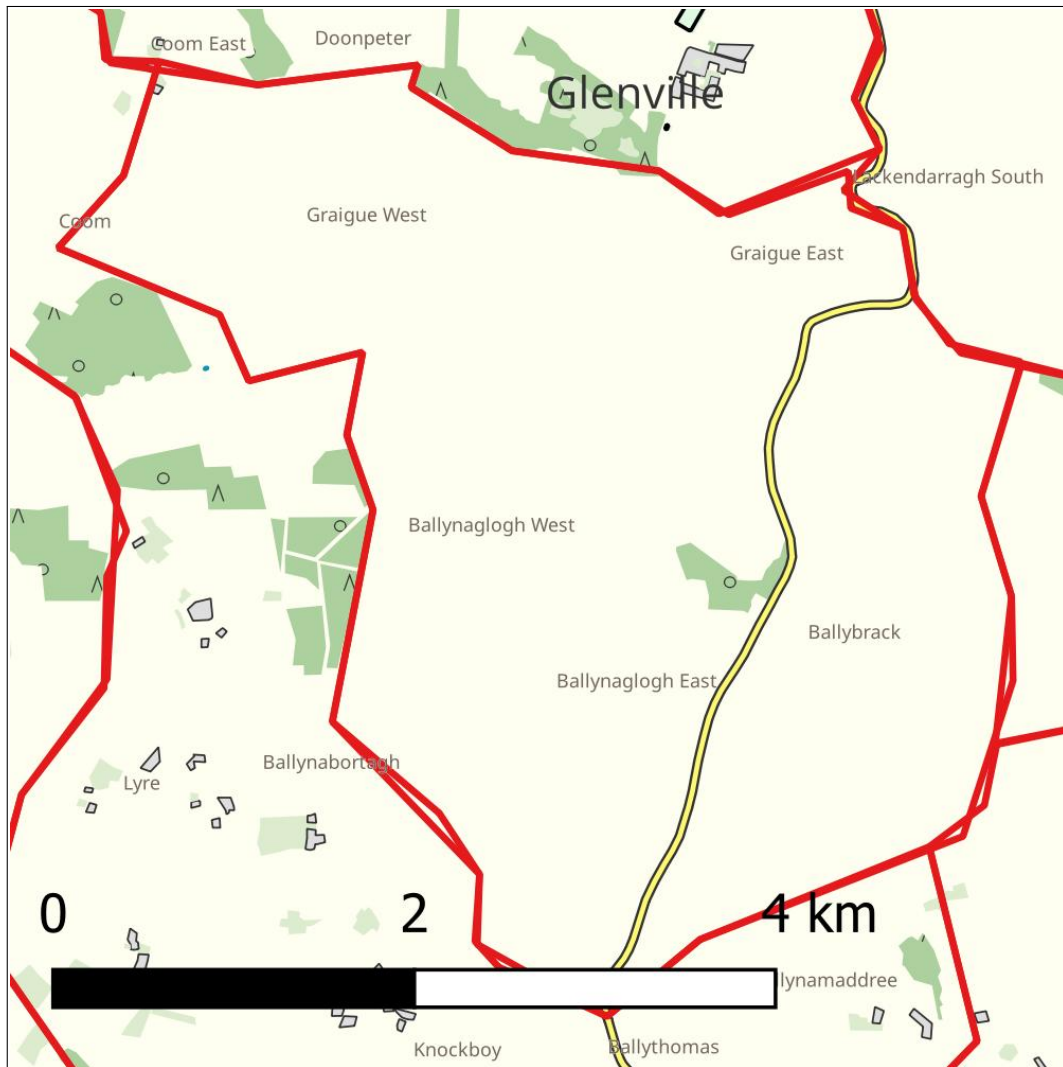 Doonpeter
Coom East
Glenville
Lackendarragh South
Graigue West
Coom
Graigue East
Ballynaglogh West
Ballybrack
Ballynaglogh East
Ballynabortagh
Lyre
0 2 4 km
lynamaddree
Knockboy
Ballythomas